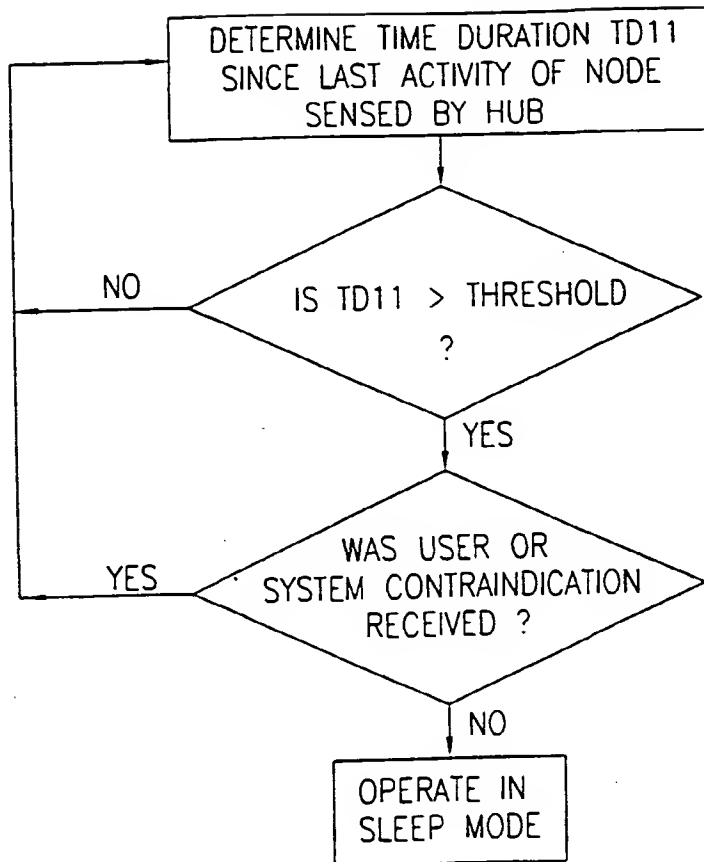 DETERMINE TIME DURATION TD11
SINCE LAST ACTIVITY OF NODE
SENSED BY HUB
NO
IS TD11 > THRESHOLD
?
YES
WAS USER OR
SYSTEM CONTRAINDICATION
RECEIVED ?
YES
NO
OPERATE IN
SLEEP MODE